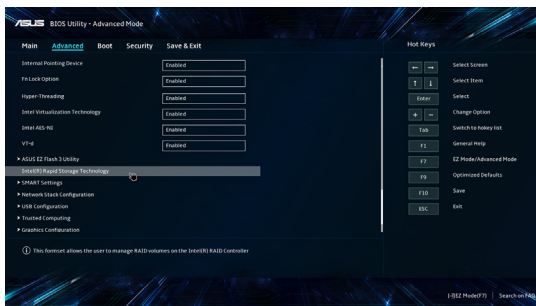 ASUS BIOS Utility - Advanced Mode
Main Advanced Boot Security Save & Exit Hot Keys
Internal Pointing Device Enabled
Fn Lock Option Enabled
Hyper-Threading Enabled
Intel Virtualization Technology Enabled
Intel AES-NI Enabled
VT-d Enabled
ASUS EZ Flash 3 Utility
Intel(R) Rapid Storage Technology
SMART Settings
Network Stack Configuration
USB Configuration
Trusted Computing
Graphics Configuration
This formset allows the user to manage RAID volumes on the Intel(R) RAID Controller
← → Select Screen
↑ ↓ Select Item
Enter Select
+ - Change Option
Tab Switch to hokey list
F1 General Help
F7 EZ Mode/Advanced Mode
F9 Optimized Defaults
F10 Save
ESC Exit
EZ Mode(F7) | Search on FAQ